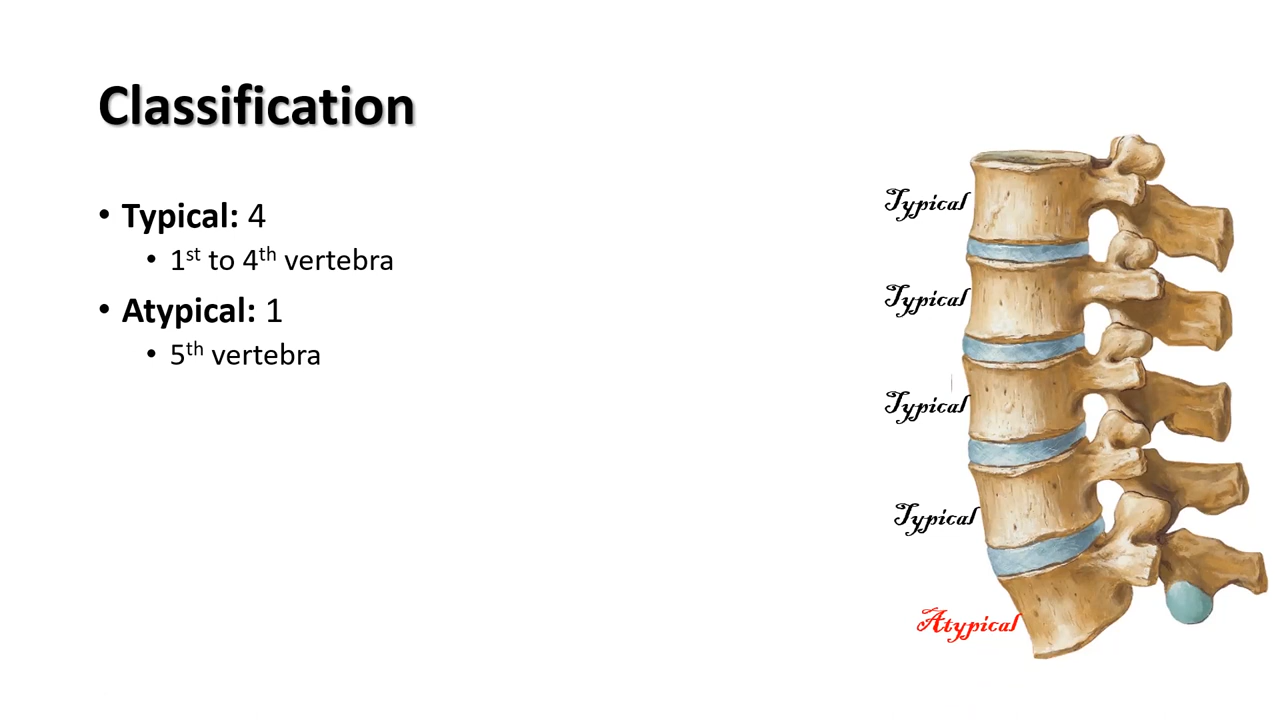 Classification
• Typical: 4
• 1st to 4th vertebra
• Atypical: 1
• 5th vertebra
Typical
Typical
Typical
Typical
Atypical